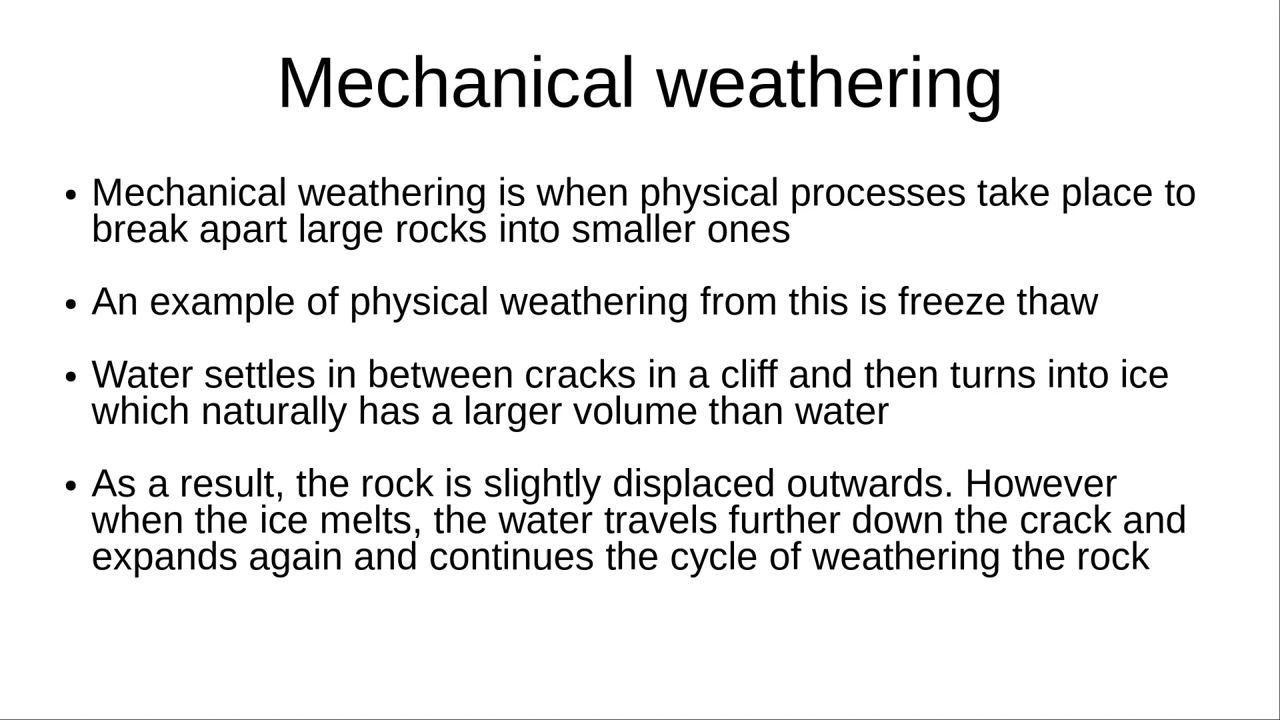 Mechanical weathering
• Mechanical weathering is when physical processes take place to
break apart large rocks into smaller ones
• An example of physical weathering from this is freeze thaw
• Water settles in between cracks in a cliff and then turns into ice
which naturally has a larger volume than water
• As a result, the rock is slightly displaced outwards. However
when the ice melts, the water travels further down the crack and
expands again and continues the cycle of weathering the rock